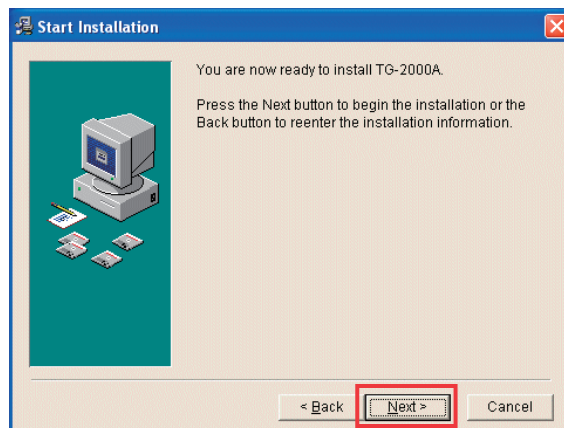 Start Installation
You are now ready to install TG-2000A.
Press the Next button to begin the installation or the
Back button to reenter the installation information.
< Back
Next >
Cancel